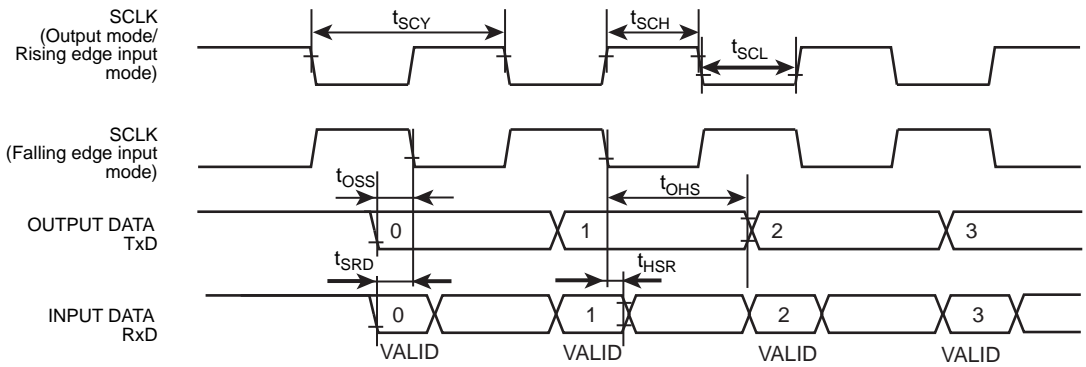 SCLK
(Output mode/
Rising edge input
mode)
tSCY
tSCH
tSCL
SCLK
(Falling edge input
mode)
tOSS
tOHS
OUTPUT DATA
TxD
0
1
2
3
tSRD
tHSR
INPUT DATA
RxD
0
1
2
3
VALID
VALID
VALID
VALID